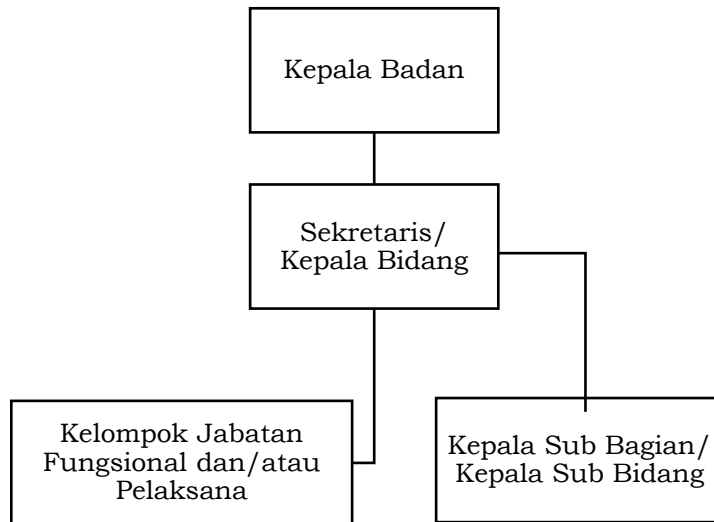 Kepala Badan
Sekretaris/
Kepala Bidang
Kelompok Jabatan
Fungsional dan/atau
Pelaksana
Kepala Sub Bagian/
Kepala Sub Bidang